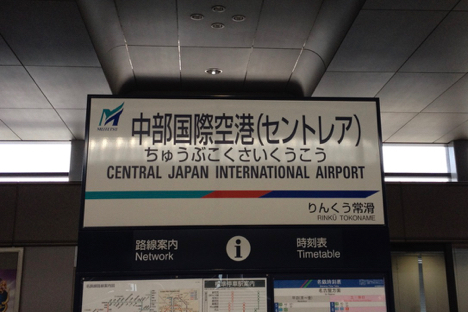 MEITETSU
中部国際空港(セントレア)
ちゅうぶこくさいくうこう
CENTRAL JAPAN INTERNATIONAL AIRPORT
りんくう常滑
RINKŪ TOKONAME
路線案内
Network
i
時刻表
Timetable